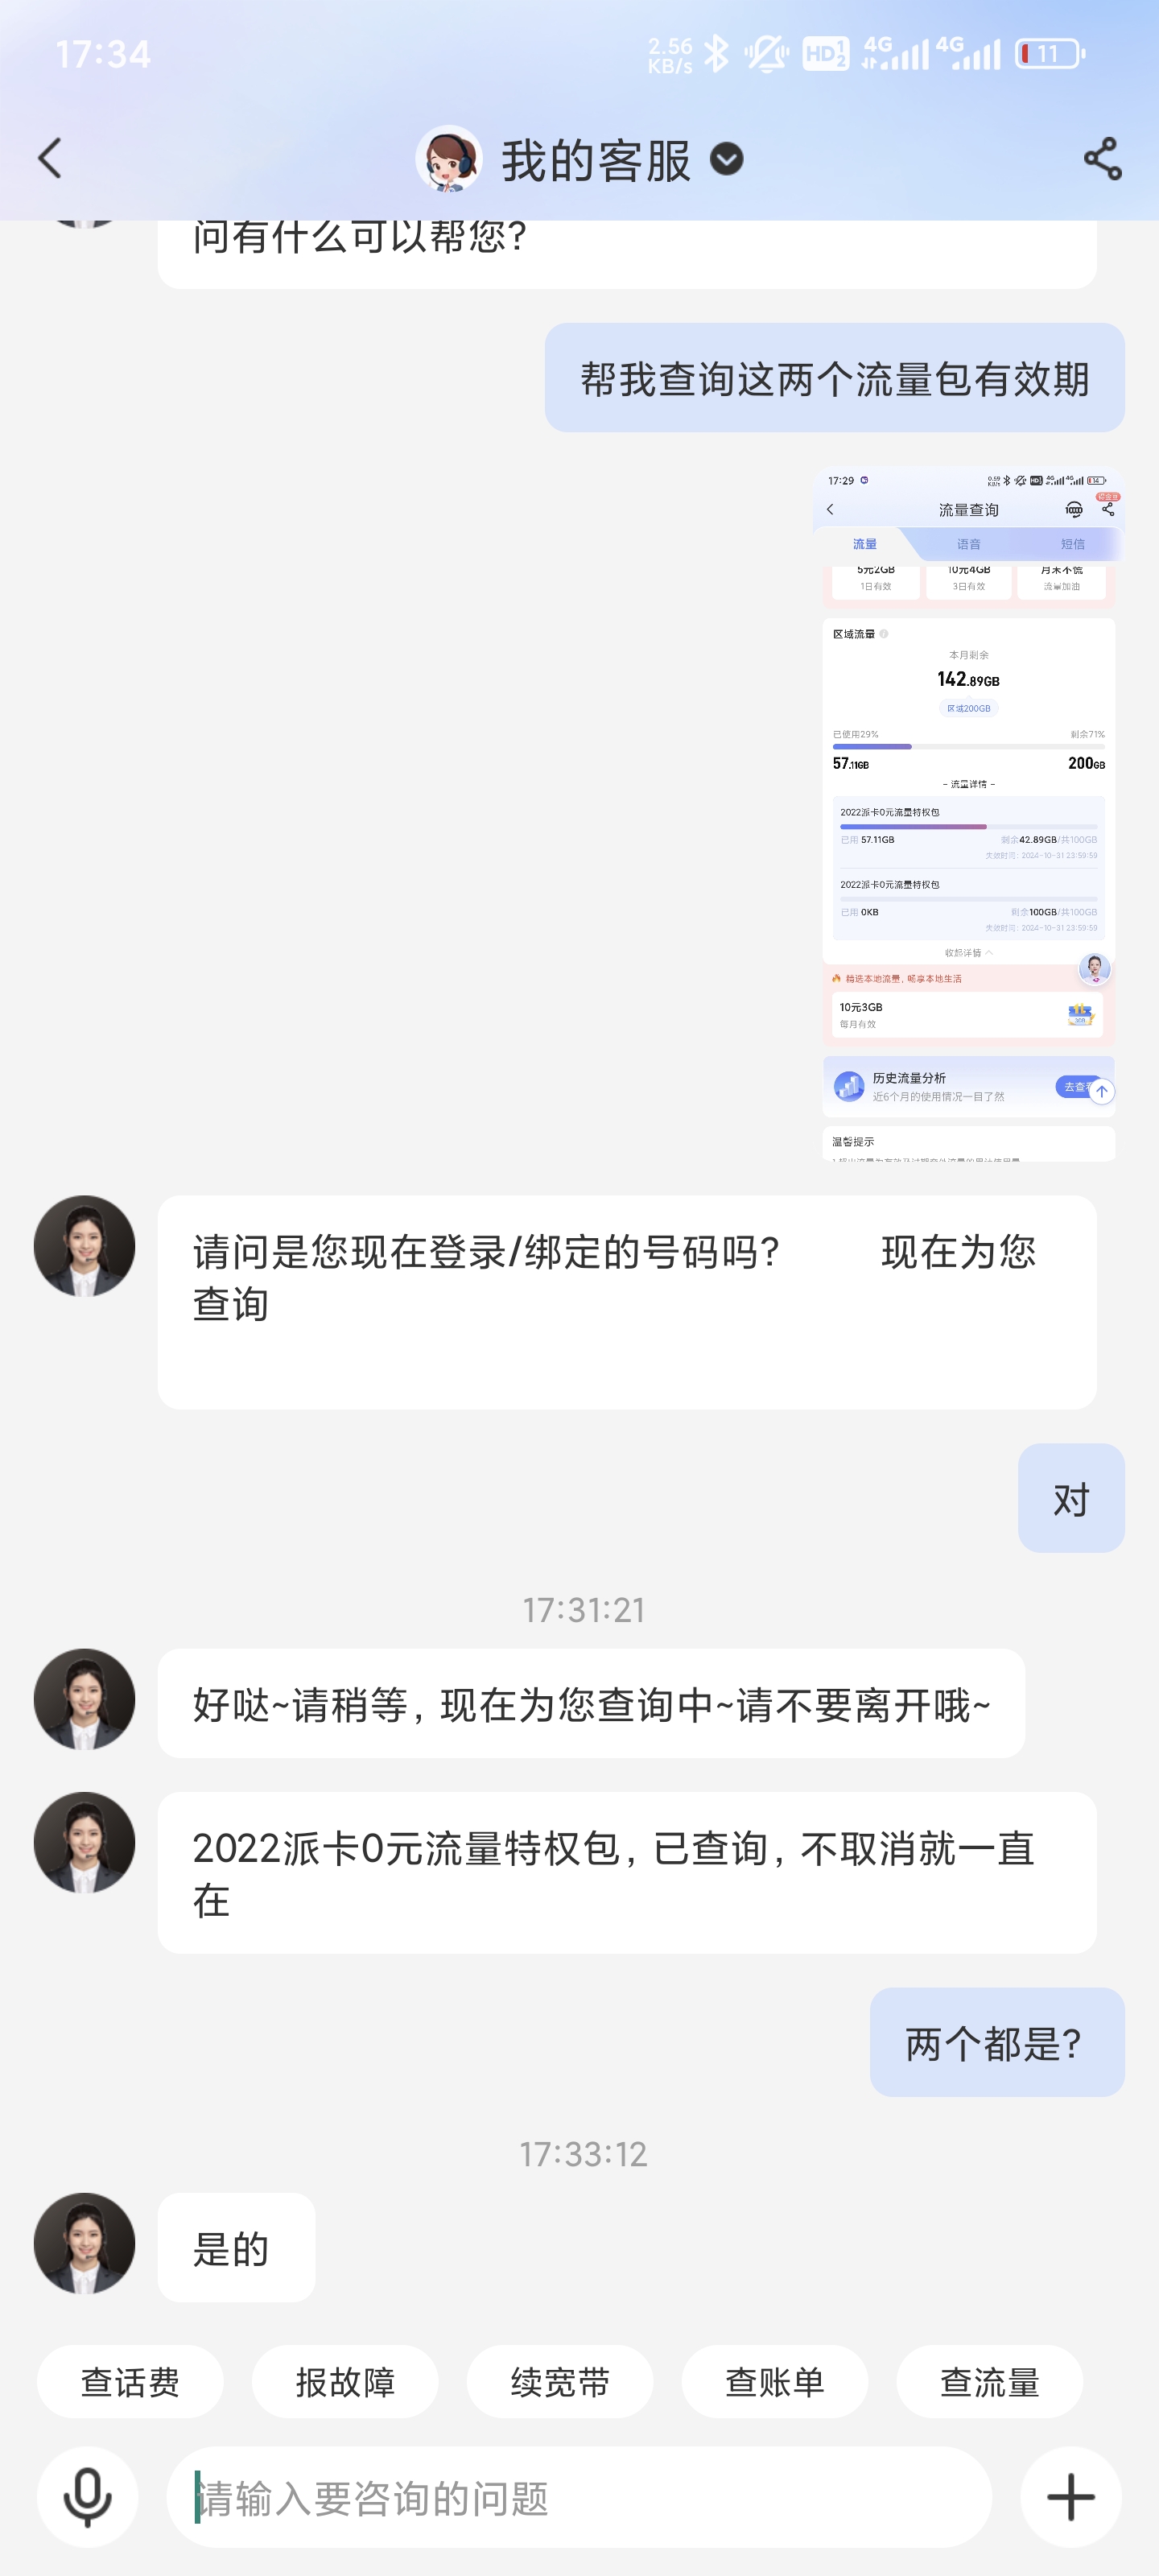 17:34
2.56
KB/s
HD 1 2
4G
4G
11
我的客服
问有什么可以帮您?
帮我查询这两个流量包有效期
17:29
流量查询
流量
语音
短信
5元2GB
10元4GB
月末不慌
1日有效
3日有效
流量加油
区域流量
本月剩余
142.89GB
区域200GB
已使用29%
剩余71%
57.11GB
200GB
- 流量详情 -
2022派卡0元流量特权包
已用 57.11GB
剩余42.89GB/共100GB
失效时间: 2024-10-31 23:59:59
2022派卡0元流量特权包
已用 0KB
剩余100GB/共100GB
失效时间: 2024-10-31 23:59:59
收起详情
精选本地流量, 畅享本地生活
10元3GB
每月有效
历史流量分析
去查看
近6个月的使用情况一目了然
温馨提示
请问是您现在登录/绑定的号码吗? 现在为您
查询
对
17:31:21
好哒~请稍等, 现在为您查询中~请不要离开哦~
2022派卡0元流量特权包, 已查询, 不取消就一直
在
两个都是?
17:33:12
是的
查话费
报故障
续宽带
查账单
查流量
请输入要咨询的问题